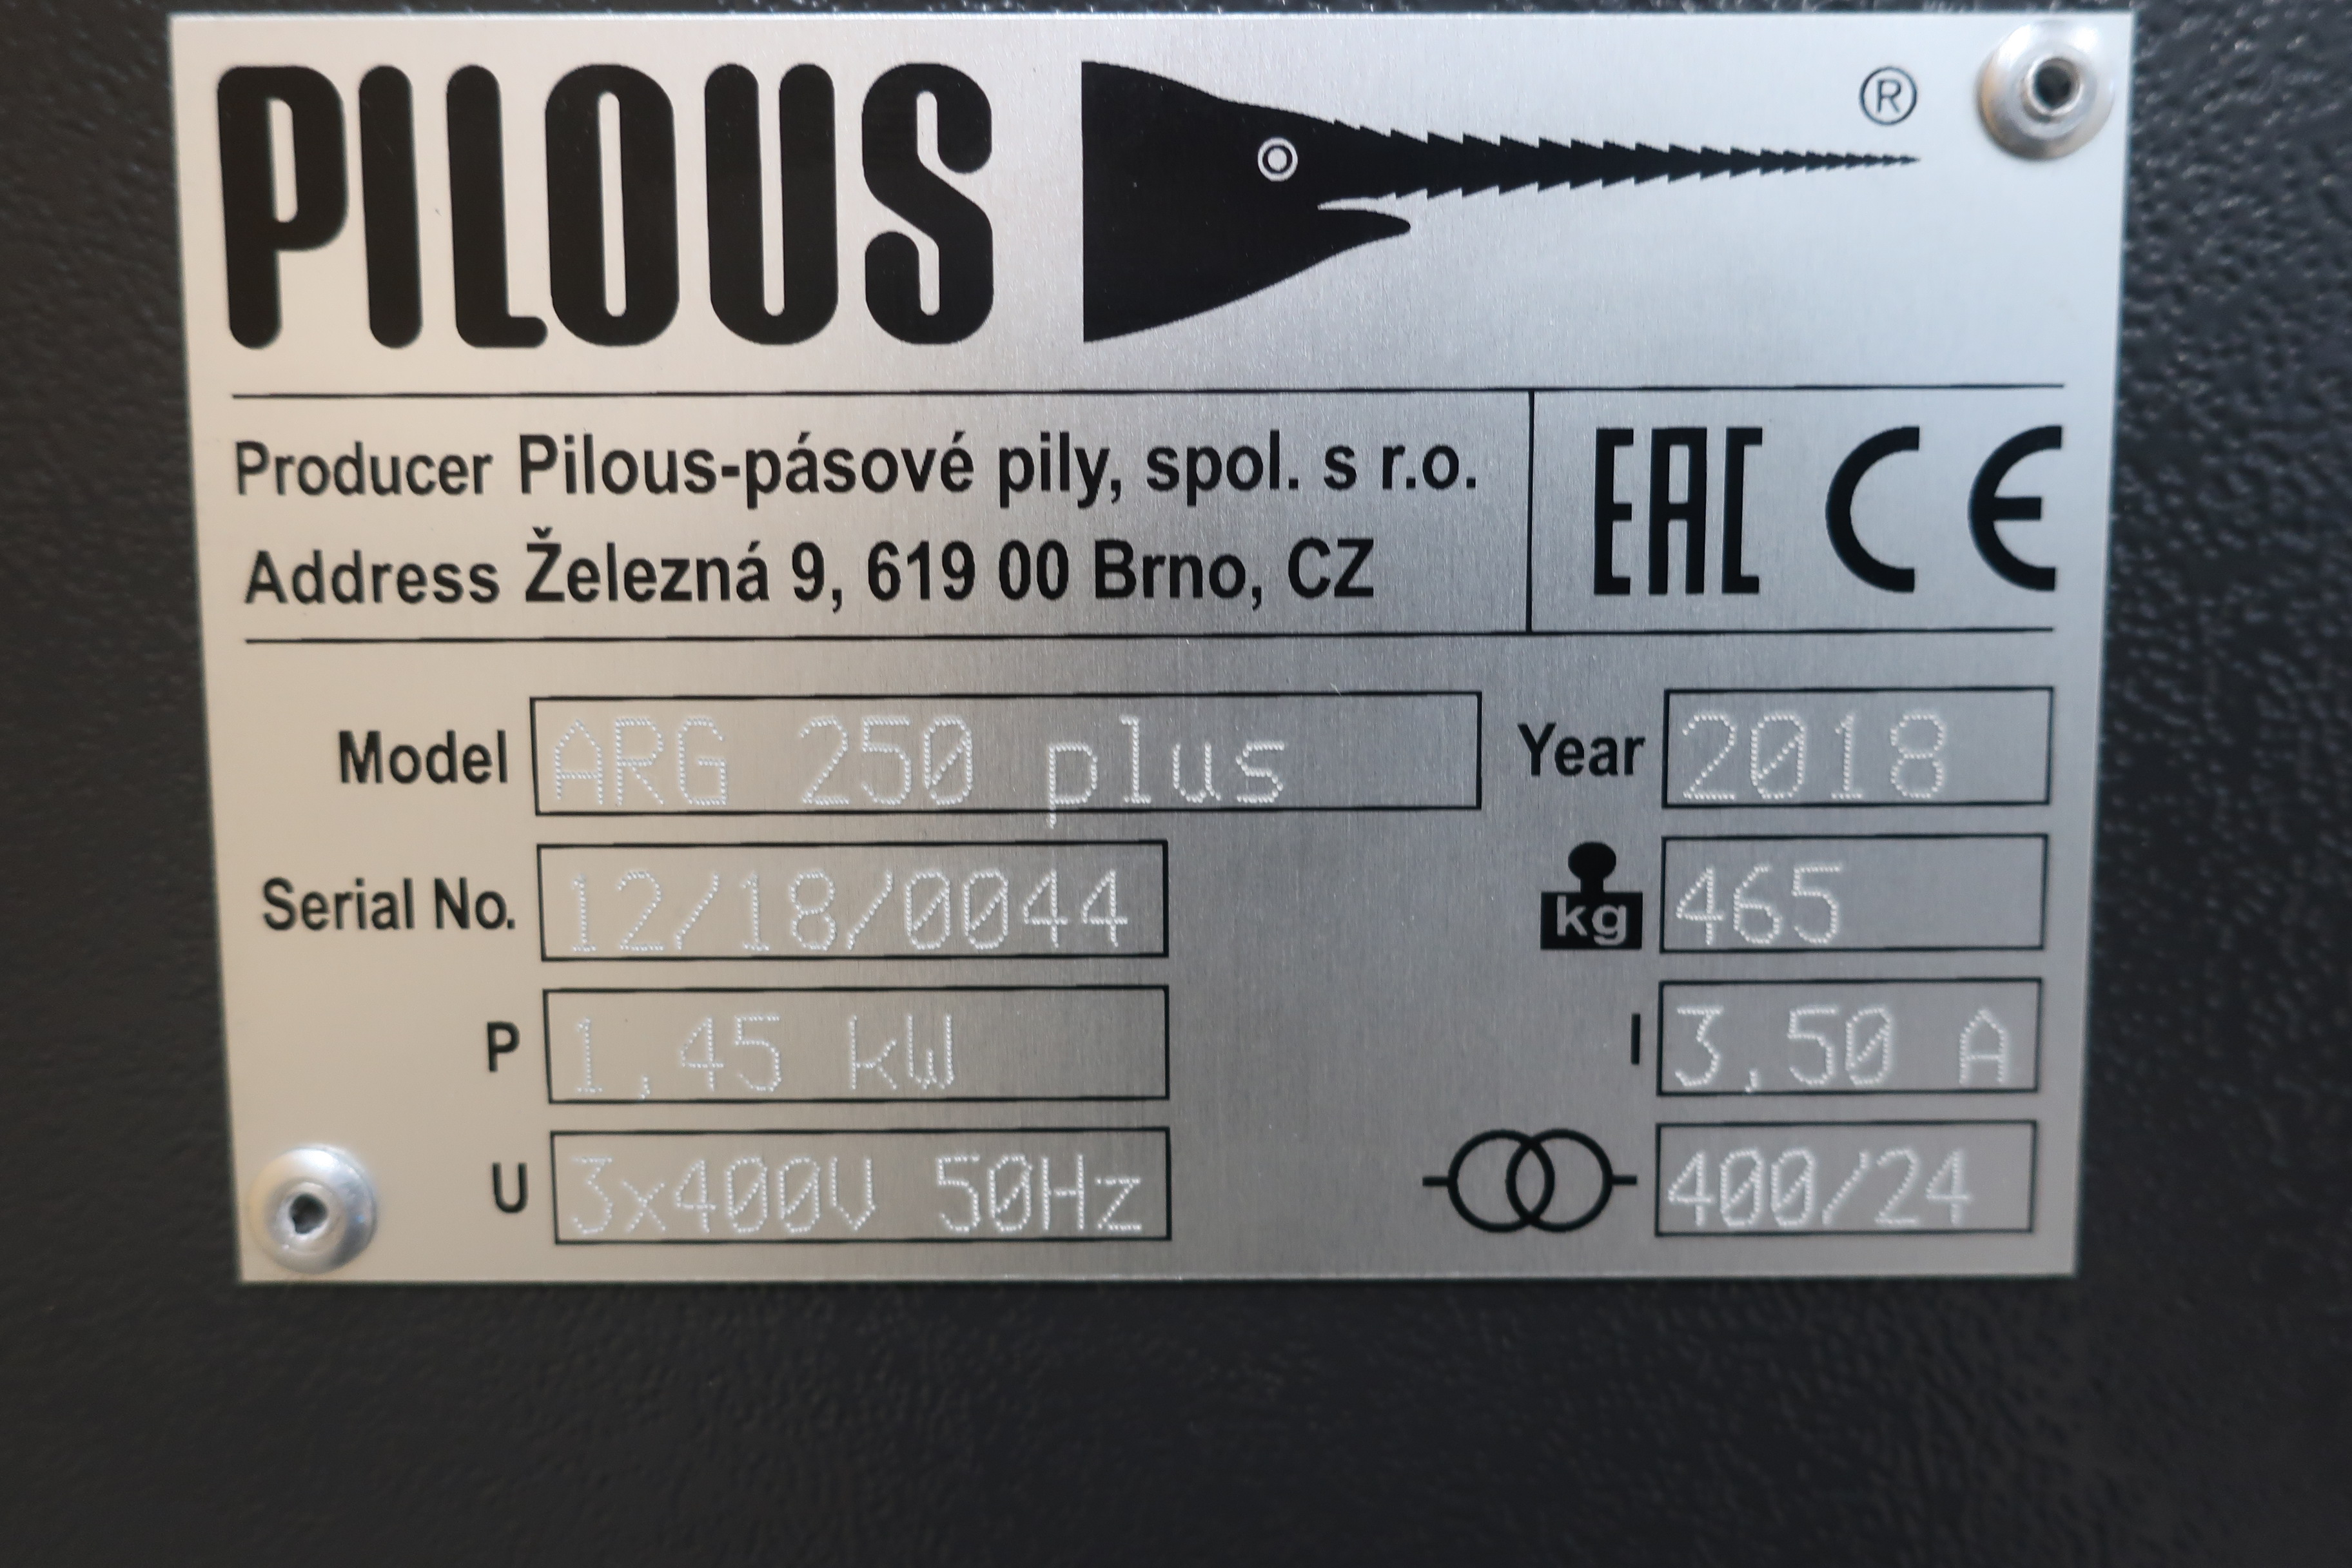 PILOUS ®
Producer Pilous-pásové pily, spol. s r.o.
Address Železná 9, 619 00 Brno, CZ
EAC CE
Model ARG 250 plus Year 2018
Serial No. 12/18/0044 kg 465
P 1,45 kW I 3,50 A
U 3x400V 50Hz 400/24